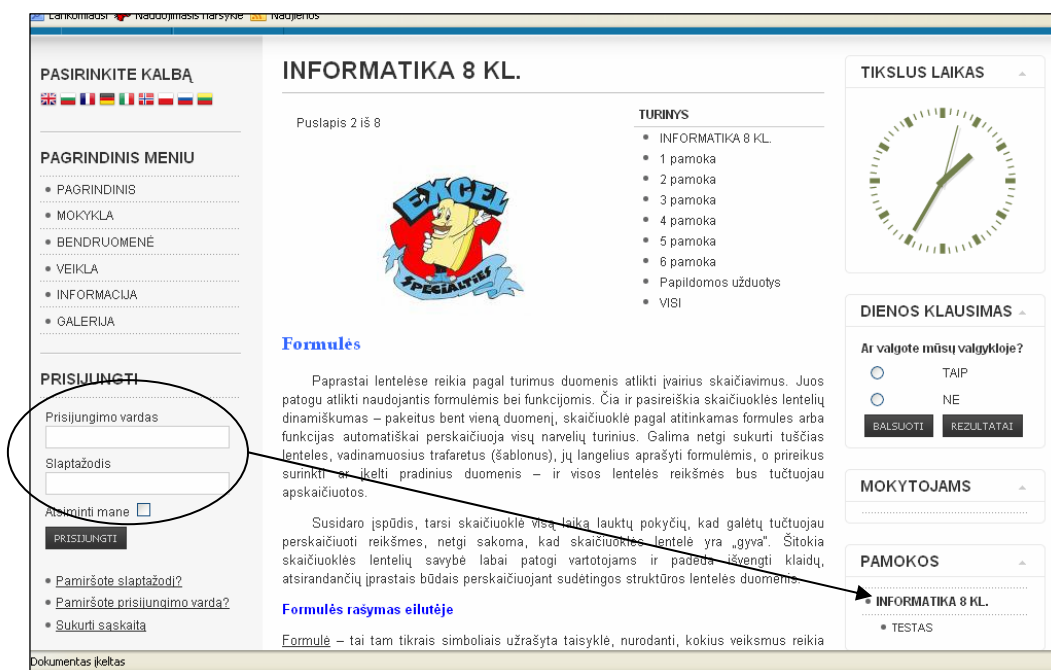 Lankomiausi Naudojimasis naršykle Naujienos
PASIRINKITE KALBĄ
PAGRINDINIS MENIU
PAGRINDINIS
MOKYKLA
BENDRUOMENĖ
VEIKLA
INFORMACIJA
GALERIJA
PRISIJUNGTI
Prisijungimo vardas
Slaptažodis
Atsiminti mane
PRISIJUNGTI
Pamiršote slaptažodį?
Pamiršote prisijungimo vardą?
Sukurti sąskaitą
INFORMATIKA 8 KL.
Puslapis 2 iš 8
EXCEL
SPECIALTIES
TURINYS
INFORMATIKA 8 KL.
1 pamoka
2 pamoka
3 pamoka
4 pamoka
5 pamoka
6 pamoka
Papildomos užduotys
VISI
Formulės
Paprastai lentelėse reikia pagal turimus duomenis atlikti įvairius skaičiavimus. Juos
patogu atlikti naudojantis formulėmis bei funkcijomis. Čia ir pasireiškia skaičiuoklės lentelių
dinamiškumas – pakeitus bent vieną duomenį, skaičiuoklė pagal atitinkamas formules arba
funkcijas automatiškai perskaičiuoja visų narvelių turinius. Galima netgi sukurti tuščias
lenteles, vadinamuosius trafaretus (šablonus), jų langelius aprašyti formulėmis, o prireikus
surinkti ar įkelti pradinius duomenis – ir visos lentelės reikšmės bus tučtuojau
apskaičiuotos.
Susidaro įspūdis, tarsi skaičiuoklė visą laiką lauktų pokyčių, kad galėtų tučtuojau
perskaičiuoti reikšmes, netgi sakoma, kad skaičiuoklės lentelė yra „gyva". Šitokia
skaičiuoklės lentelių savybė labai patogi vartotojams ir padeda išvengti klaidų,
atsirandančių įprastais būdais perskaičiuojant sudėtingos struktūros lentelės duomenis.
Formulės rašymas eilutėje
Formulė – tai tam tikrais simboliais užrašyta taisyklė, nurodanti, kokius veiksmus reikia
TIKSLUS LAIKAS
DIENOS KLAUSIMAS
Ar valgote mūsų valgykloje?
TAIP
NE
BALSUOTI REZULTATAI
MOKYTOJAMS
PAMOKOS
INFORMATIKA 8 KL.
TESTAS
Dokumentas įkeltas